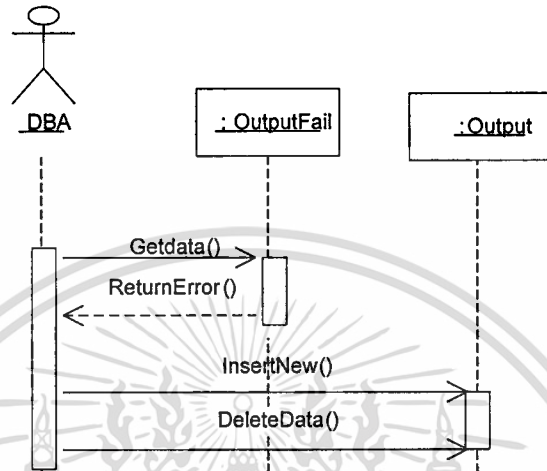 DBA
: OutputFail
:Output
Getdata()
ReturnError()
InsertNew()
DeleteData()